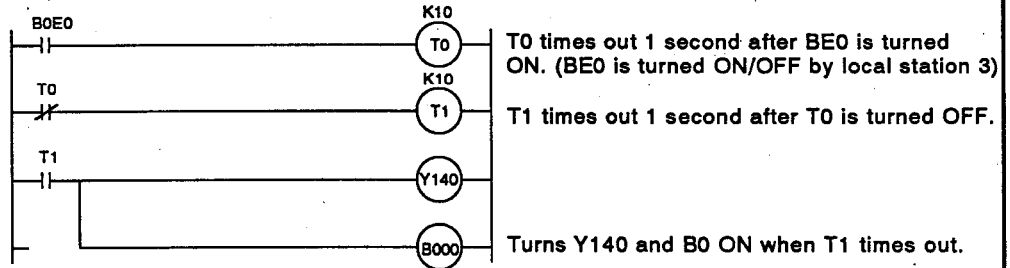 K10
B0E0
T0
T0 times out 1 second after BE0 is turned
ON. (BE0 is turned ON/OFF by local station 3)
K10
T0
T1
T1 times out 1 second after T0 is turned OFF.
T1
Y140
B000
Turns Y140 and B0 ON when T1 times out.